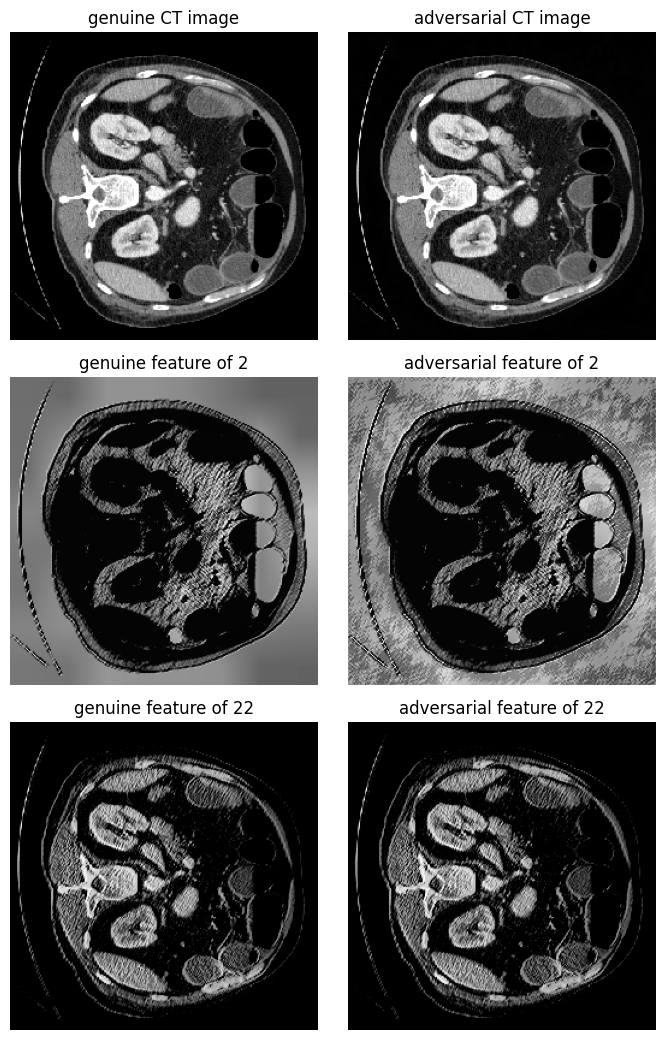 genuine CT image
adversarial CT image
genuine feature of 2
adversarial feature of 2
genuine feature of 22
adversarial feature of 22